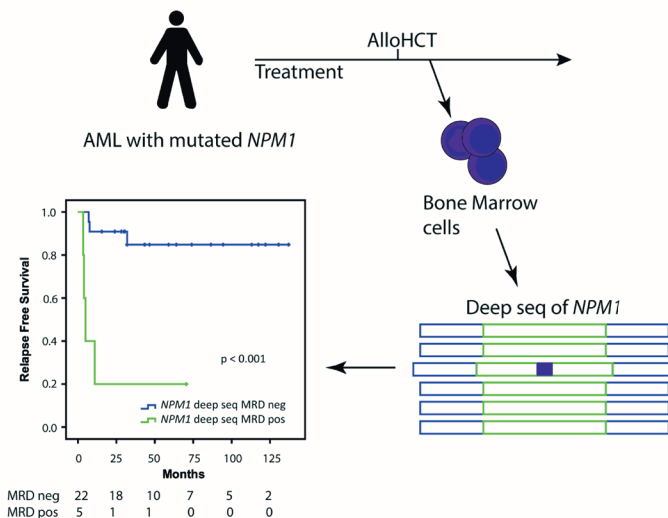 AlloHCT
Treatment
AML with mutated NPM1
Bone Marrow
cells
Deep seq of NPM1
Relapse Free Survival
1.0
0.8
0.6
0.4
0.2
0.0
p < 0.001
NPM1 deep seq MRD neg
NPM1 deep seq MRD pos
0 25 50 75 100 125
Months
MRD neg 22 18 10 7 5 2
MRD pos 5 1 1 0 0 0